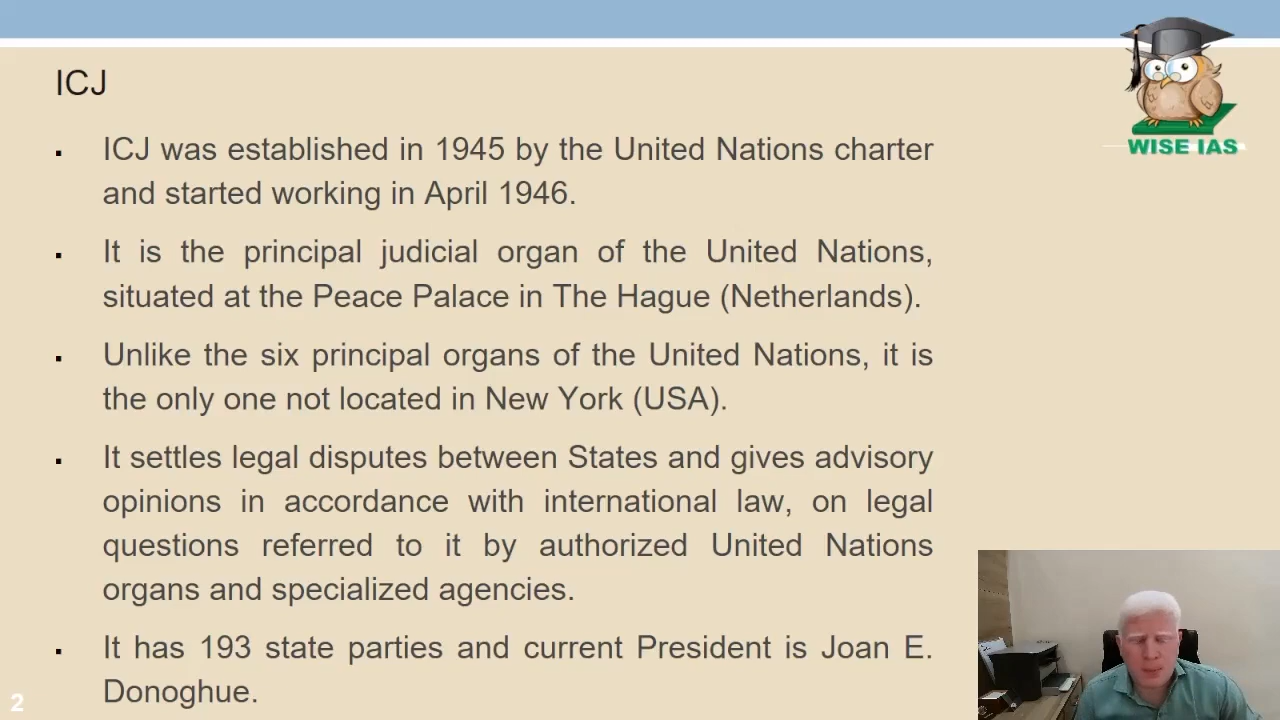 ICJ
WISE IAS
▪ ICJ was established in 1945 by the United Nations charter
and started working in April 1946.
▪ It is the principal judicial organ of the United Nations,
situated at the Peace Palace in The Hague (Netherlands).
▪ Unlike the six principal organs of the United Nations, it is
the only one not located in New York (USA).
▪ It settles legal disputes between States and gives advisory
opinions in accordance with international law, on legal
questions referred to it by authorized United Nations
organs and specialized agencies.
▪ It has 193 state parties and current President is Joan E.
Donoghue.
2